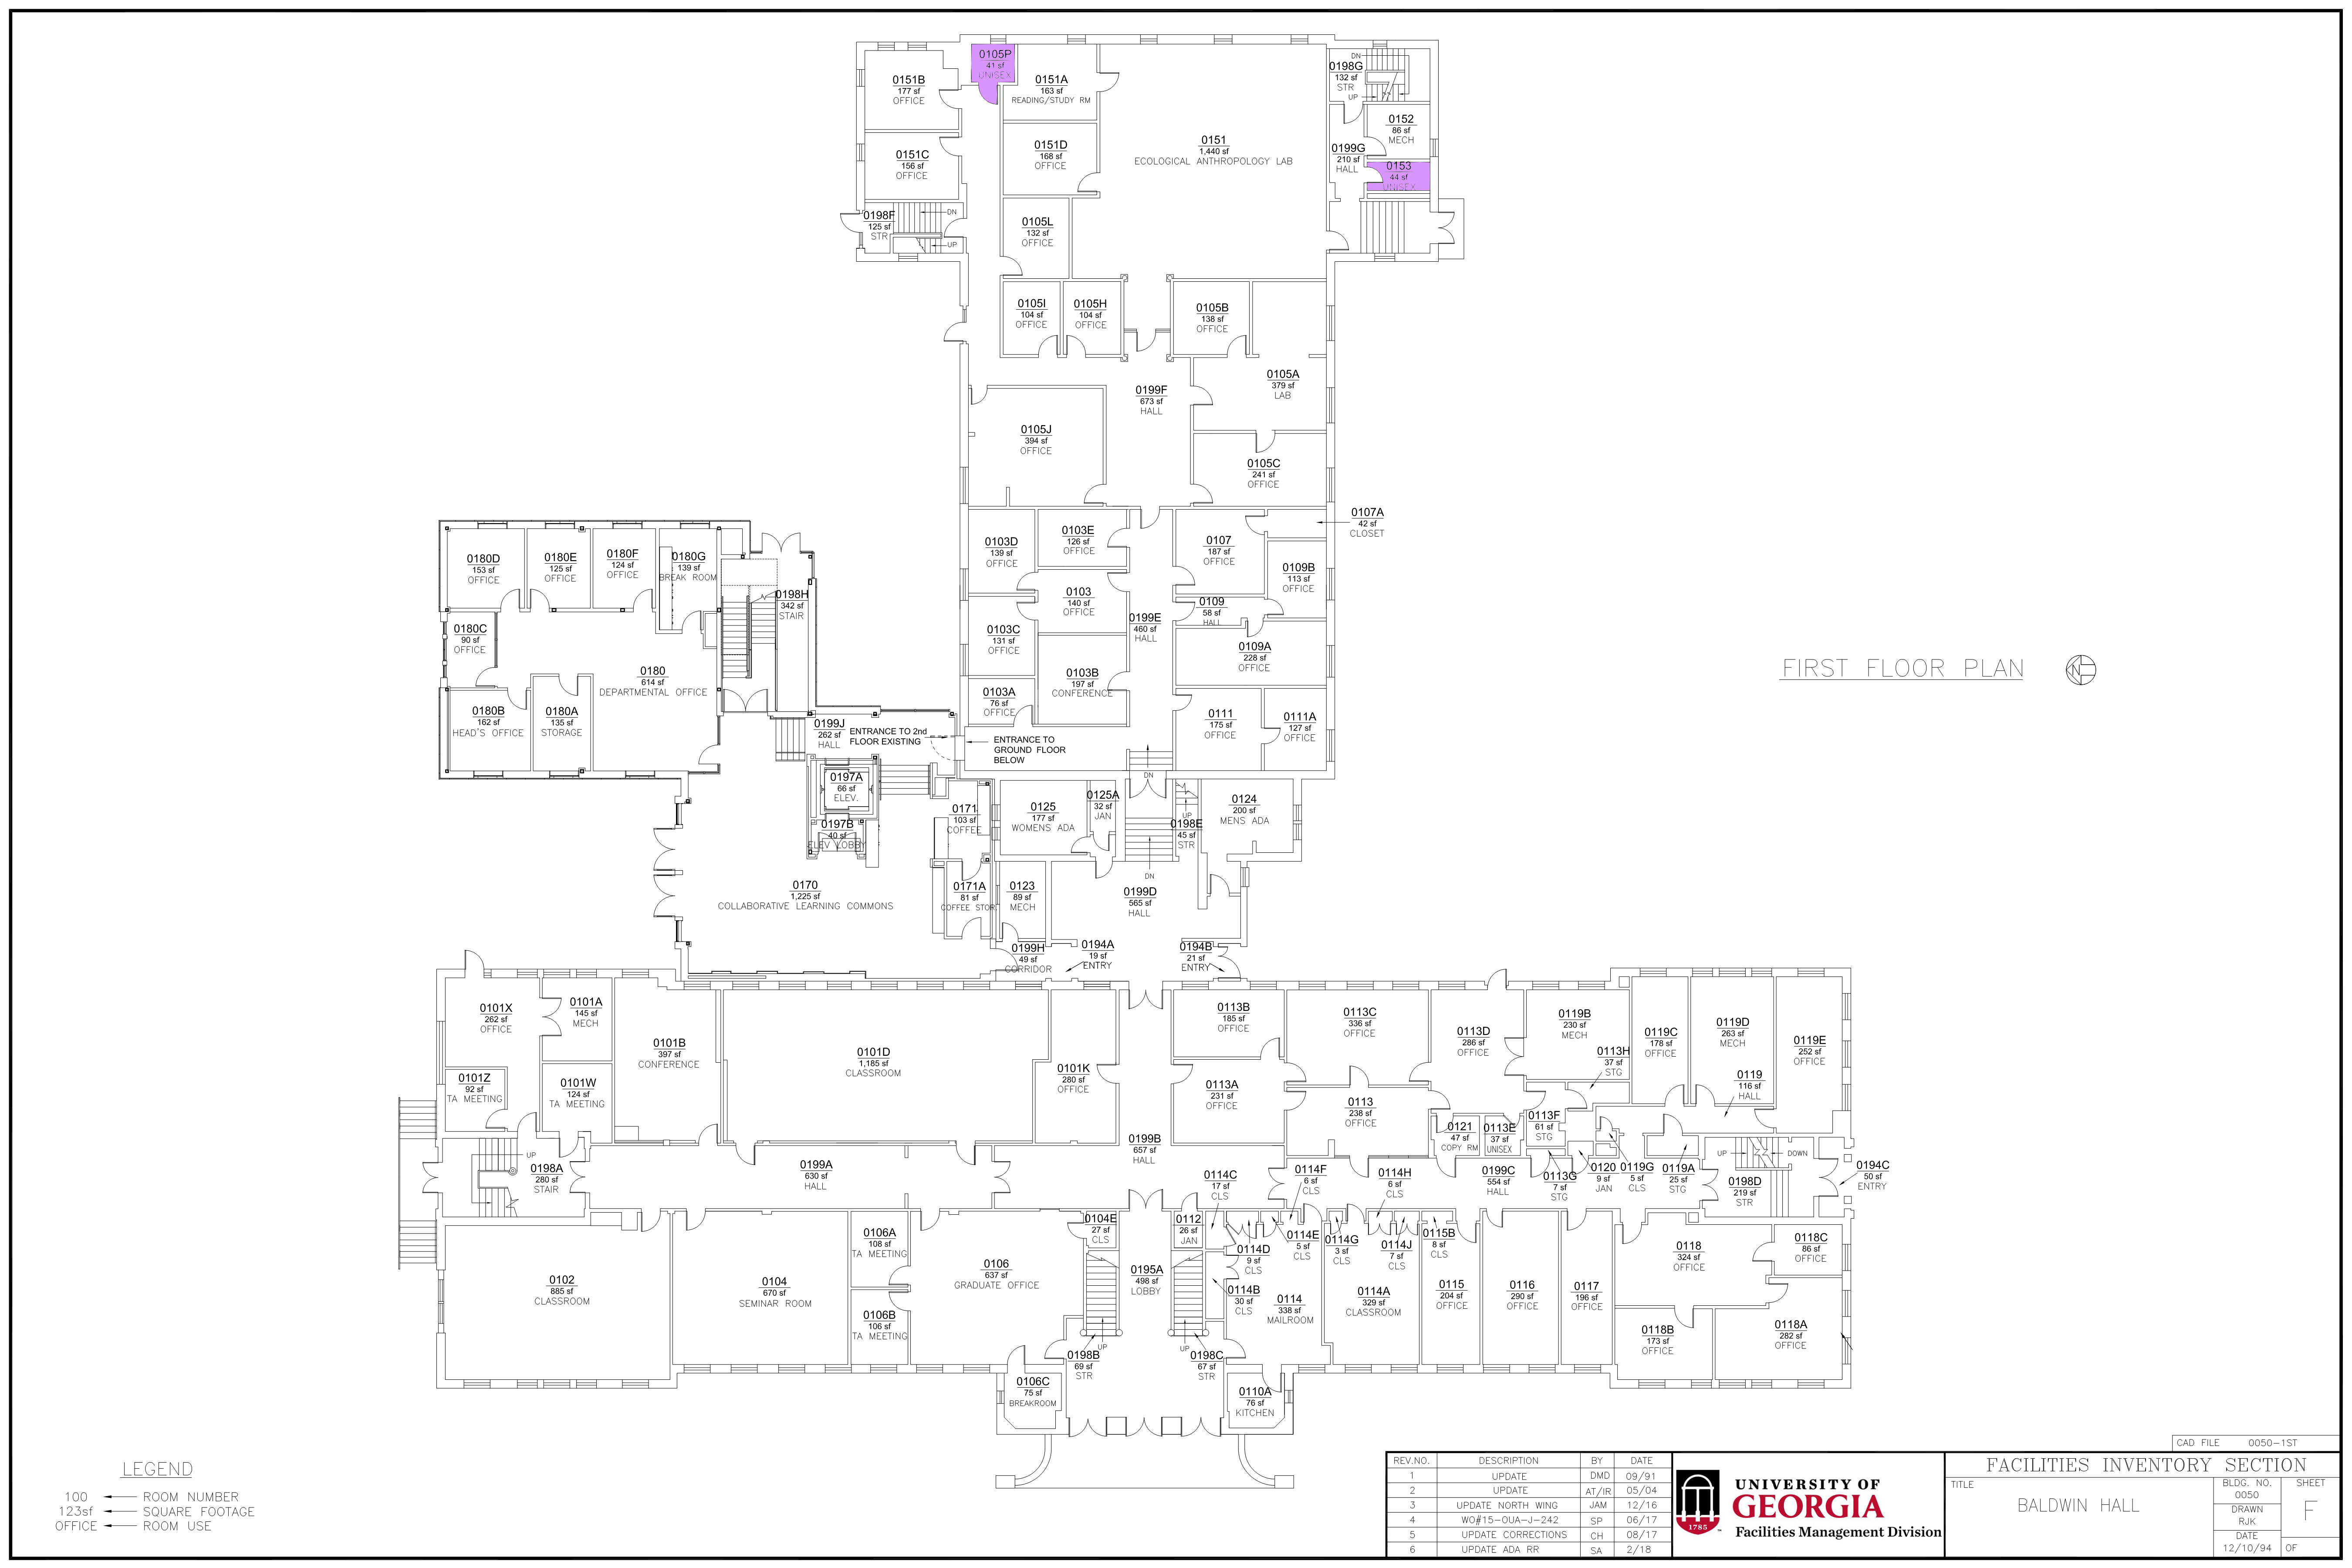 0105P
41 sf
UNISEX
0151B
177 sf
OFFICE
0151A
163 sf
READING/STUDY RM
0151C
156 sf
OFFICE
0151D
168 sf
OFFICE
0151
1,440 sf
ECOLOGICAL ANTHROPOLOGY LAB
DN
0198G
132 sf
STR
UP
0152
86 sf
MECH
0199G
210 sf
HALL
0153
44 sf
UNISEX
0198F
125 sf
STR
DN
UP
0105L
132 sf
OFFICE
0105I
104 sf
OFFICE
0105H
104 sf
OFFICE
0105B
138 sf
OFFICE
0105A
379 sf
LAB
0199F
673 sf
HALL
0105J
394 sf
OFFICE
0105C
241 sf
OFFICE
0107A
42 sf
CLOSET
0103D
139 sf
OFFICE
0103E
126 sf
OFFICE
0107
187 sf
OFFICE
0109B
113 sf
OFFICE
0103
140 sf
OFFICE
0109
58 sf
HALL
0199E
460 sf
HALL
0103C
131 sf
OFFICE
0109A
228 sf
OFFICE
0103B
197 sf
CONFERENCE
0103A
76 sf
OFFICE
0111
175 sf
OFFICE
0111A
127 sf
OFFICE
0180D
153 sf
OFFICE
0180E
125 sf
OFFICE
0180F
124 sf
OFFICE
0180G
139 sf
BREAK ROOM
0198H
342 sf
STAIR
0180C
90 sf
OFFICE
0180
614 sf
DEPARTMENTAL OFFICE
0180B
162 sf
HEAD'S OFFICE
0180A
135 sf
STORAGE
0199J
262 sf
HALL
ENTRANCE TO 2nd
FLOOR EXISTING
ENTRANCE TO
GROUND FLOOR
BELOW
FIRST FLOOR PLAN
N
0197A
66 sf
ELEV.
0197B
40 sf
ELEV LOBBY
0171
103 sf
COFFEE
0125
177 sf
WOMENS ADA
0125A
32 sf
JAN
DN
UP
0198E
45 sf
STR
0124
200 sf
MENS ADA
DN
0170
1,225 sf
COLLABORATIVE LEARNING COMMONS
0171A
81 sf
COFFEE STOR.
0123
89 sf
MECH
0199D
565 sf
HALL
0199H
49 sf
CORRIDOR
0194A
19 sf
ENTRY
0194B
21 sf
ENTRY
0101X
262 sf
OFFICE
0101A
145 sf
MECH
0101B
397 sf
CONFERENCE
0101D
1,185 sf
CLASSROOM
0101K
280 sf
OFFICE
0113B
185 sf
OFFICE
0113C
336 sf
OFFICE
0113D
286 sf
OFFICE
0119B
230 sf
MECH
0119C
178 sf
OFFICE
0119D
263 sf
MECH
0119E
252 sf
OFFICE
0113H
37 sf
STG
0119
116 sf
HALL
0101Z
92 sf
TA MEETING
0101W
124 sf
TA MEETING
0113A
231 sf
OFFICE
0113
238 sf
OFFICE
0121
47 sf
COPY RM
0113E
37 sf
UNISEX
0113F
61 sf
STG
UP
0198A
280 sf
STAIR
0199A
630 sf
HALL
0199B
657 sf
HALL
0114C
17 sf
CLS
0114F
6 sf
CLS
0114H
6 sf
CLS
0199C
554 sf
HALL
0113G
7 sf
STG
0120
9 sf
JAN
0119G
5 sf
CLS
0119A
25 sf
STG
UP
DOWN
0198D
219 sf
STR
0194C
50 sf
ENTRY
0102
885 sf
CLASSROOM
0104
670 sf
SEMINAR ROOM
0106A
108 sf
TA MEETING
0106
637 sf
GRADUATE OFFICE
0106B
106 sf
TA MEETING
0104E
27 sf
CLS
0112
26 sf
JAN
0195A
498 sf
LOBBY
0114D
9 sf
CLS
0114E
5 sf
CLS
0114G
3 sf
CLS
0114J
7 sf
CLS
0115B
8 sf
CLS
0114B
30 sf
CLS
0114
338 sf
MAILROOM
0114A
329 sf
CLASSROOM
0115
204 sf
OFFICE
0116
290 sf
OFFICE
0117
196 sf
OFFICE
0118
324 sf
OFFICE
0118C
86 sf
OFFICE
0118B
173 sf
OFFICE
0118A
282 sf
OFFICE
UP
0198B
69 sf
STR
UP
0198C
67 sf
STR
0106C
75 sf
BREAKROOM
0110A
76 sf
KITCHEN
LEGEND
100 ROOM NUMBER
123sf SQUARE FOOTAGE
OFFICE ROOM USE
REV.NO. DESCRIPTION BY DATE
1 UPDATE DMD 09/91
2 UPDATE AT/IR 05/04
3 UPDATE NORTH WING JAM 12/16
4 WO#15-OUA-J-242 SP 06/17
5 UPDATE CORRECTIONS CH 08/17
6 UPDATE ADA RR SA 2/18
1785
UNIVERSITY OF
GEORGIA
Facilities Management Division
CAD FILE 0050-1ST
FACILITIES INVENTORY SECTION
TITLE
BALDWIN HALL
BLDG. NO.
0050
DRAWN
RJK
DATE
12/10/94
SHEET
F
OF